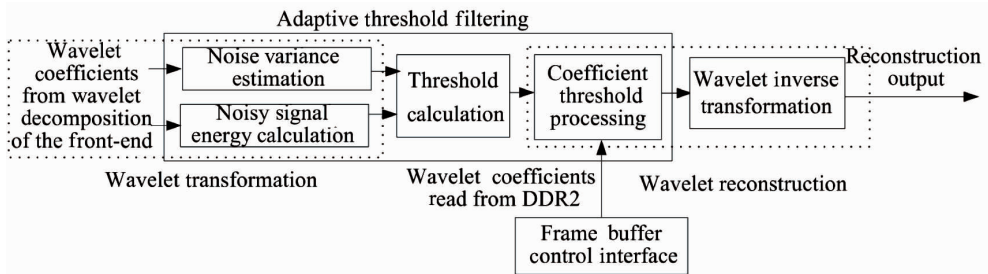 Adaptive threshold filtering
Wavelet
coefficients
from wavelet
decomposition
of the front-end
Noise variance
estimation
Noisy signal
energy calculation
Threshold
calculation
Coefficient
threshold
processing
Wavelet inverse
transformation
Reconstruction
output
Wavelet transformation
Wavelet coefficients
read from DDR2
Wavelet reconstruction
Frame buffer
control interface